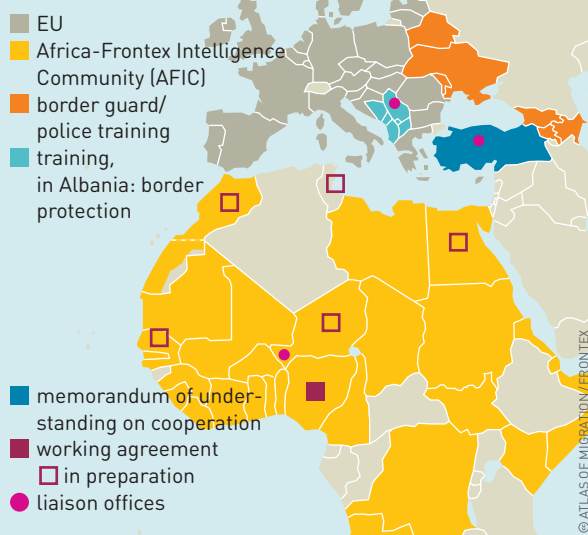 EU
Africa-Frontex Intelligence
Community (AFIC)
border guard/
police training
training,
in Albania: border
protection
memorandum of under-
standing on cooperation
working agreement
in preparation
liaison offices
© ATLAS OF MIGRATION / FRONTEX